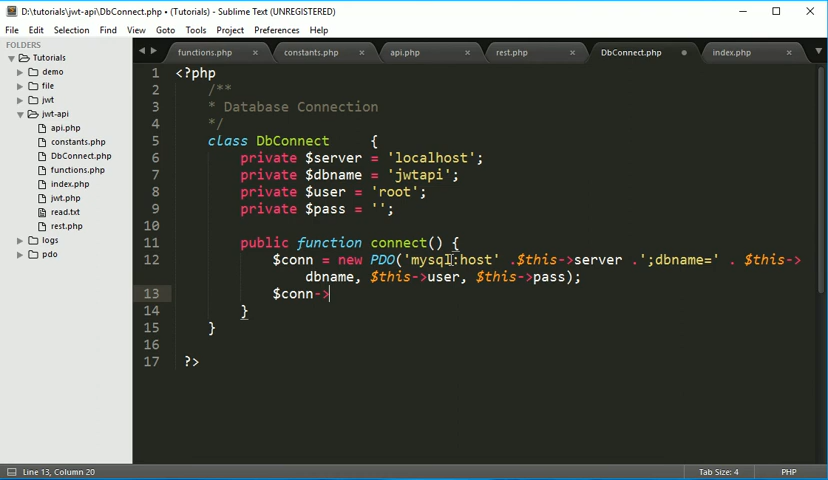 D:\tutorials\jwt-api\DbConnect.php • (Tutorials) - Sublime Text (UNREGISTERED)
File Edit Selection Find View Goto Tools Project Preferences Help
FOLDERS
Tutorials
demo
file
jwt
jwt-api
api.php
constants.php
DbConnect.php
functions.php
index.php
jwt.php
read.txt
rest.php
logs
pdo
functions.php × constants.php × api.php × rest.php × DbConnect.php • index.php ×
1 <?php
2 /**
3 * Database Connection
4 */
5 class DbConnect {
6 private $server = 'localhost';
7 private $dbname = 'jwtapi';
8 private $user = 'root';
9 private $pass = '';
10
11 public function connect() {
12 $conn = new PDO('mysql:host' .$this->server .';dbname=' . $this->
dbname, $this->user, $this->pass);
13 $conn->
14 }
15 }
16
17 ?>
Line 13, Column 20 Tab Size: 4 PHP